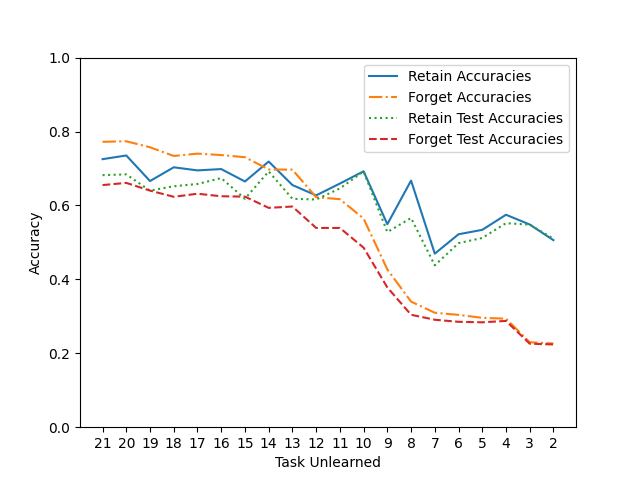 1.0
0.8
0.6
0.4
0.2
0.0
Accuracy
Retain Accuracies
Forget Accuracies
Retain Test Accuracies
Forget Test Accuracies
21 20 19 18 17 16 15 14 13 12 11 10 9 8 7 6 5 4 3 2
Task Unlearned